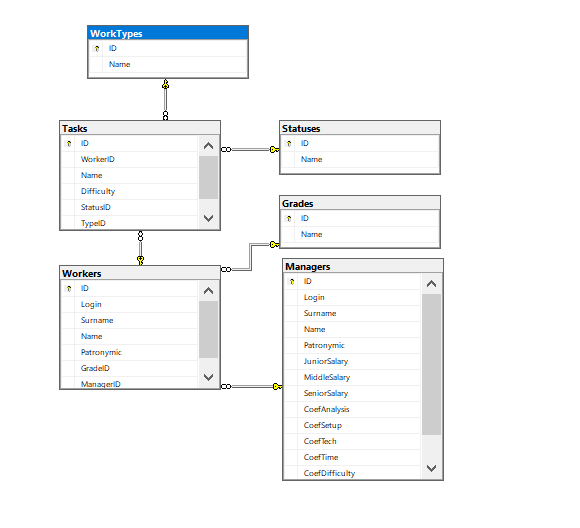 WorkTypes
ID
Name
Tasks
ID
WorkerID
Name
Difficulty
StatusID
TypeID
Statuses
ID
Name
Grades
ID
Name
Workers
ID
Login
Surname
Name
Patronymic
GradeID
ManagerID
Managers
ID
Login
Surname
Name
Patronymic
JuniorSalary
MiddleSalary
SeniorSalary
CoefAnalysis
CoefSetup
CoefTech
CoefTime
CoefDifficulty